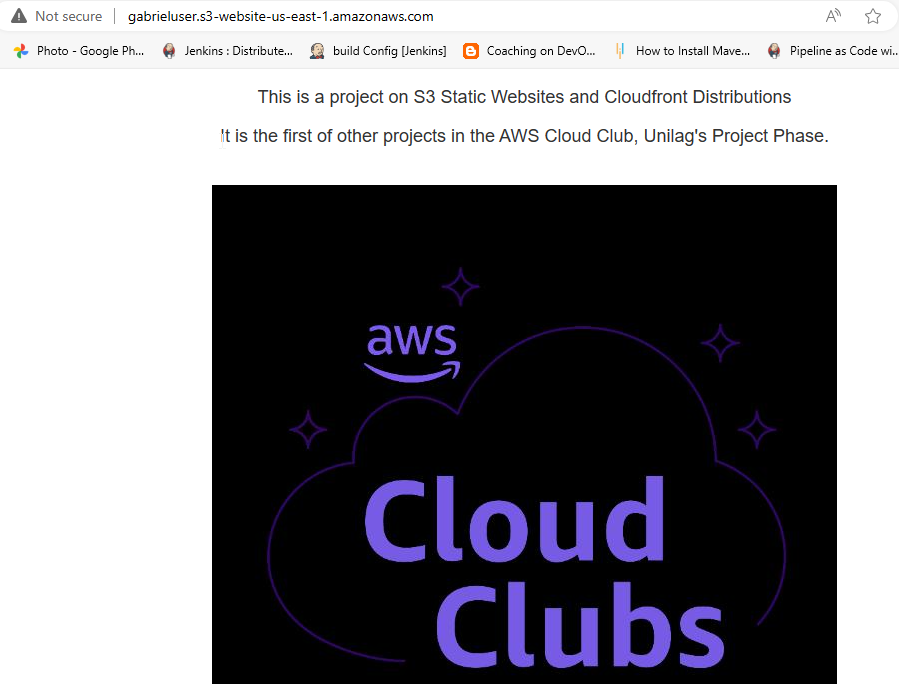 Not secure gabrieluser.s3-website-us-east-1.amazonaws.com
Photo - Google Ph... Jenkins : Distribute... build Config [Jenkins] Coaching on DevO... How to Install Mave... Pipeline as Code wi...
This is a project on S3 Static Websites and Cloudfront Distributions
It is the first of other projects in the AWS Cloud Club, Unilag's Project Phase.
aws
Cloud
Clubs